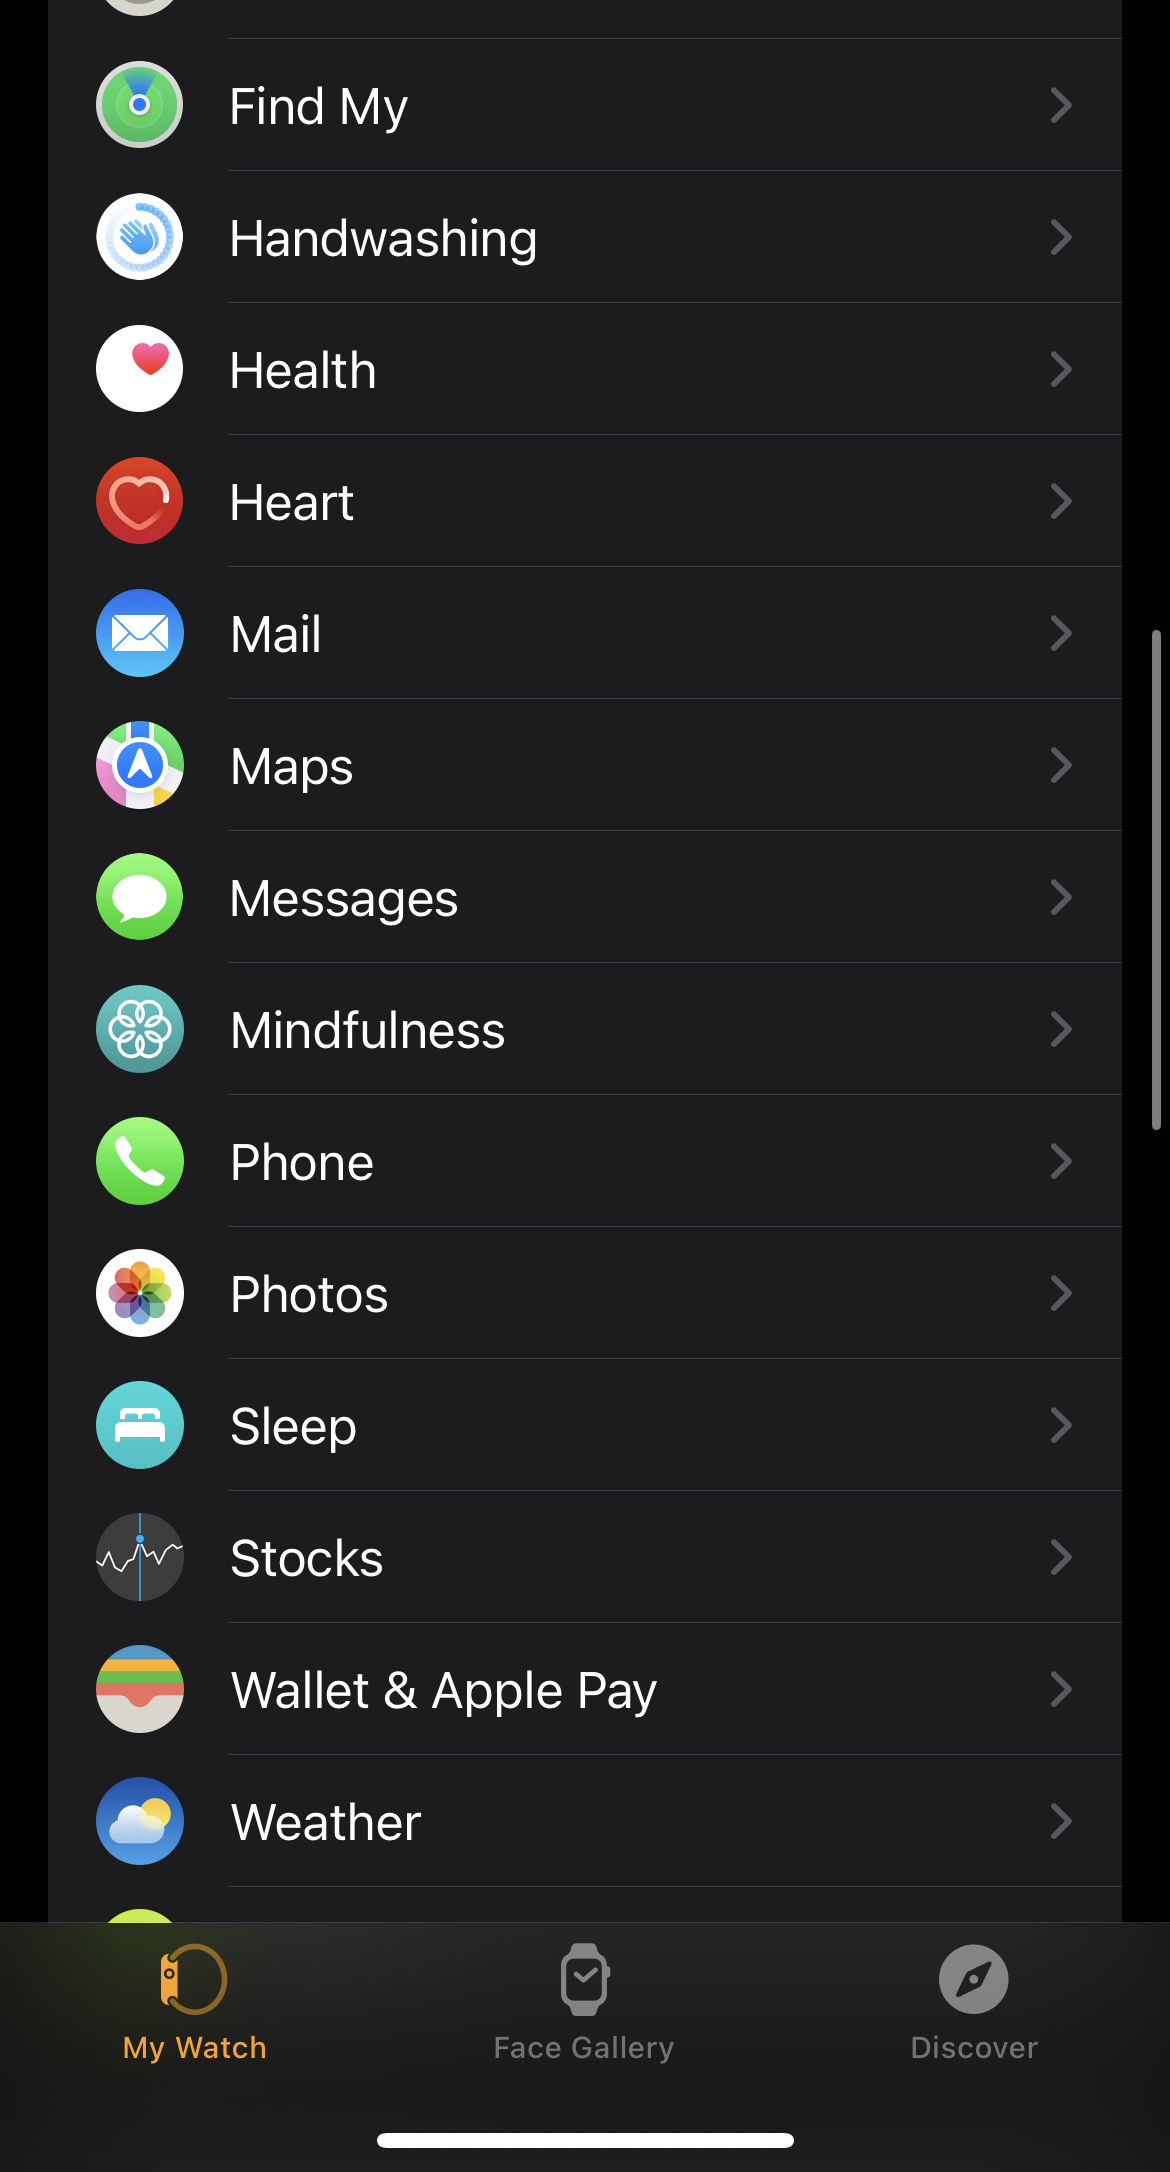 Find My
Handwashing
Health
Heart
Mail
Maps
Messages
Mindfulness
Phone
Photos
Sleep
Stocks
Wallet & Apple Pay
Weather
My Watch
Face Gallery
Discover